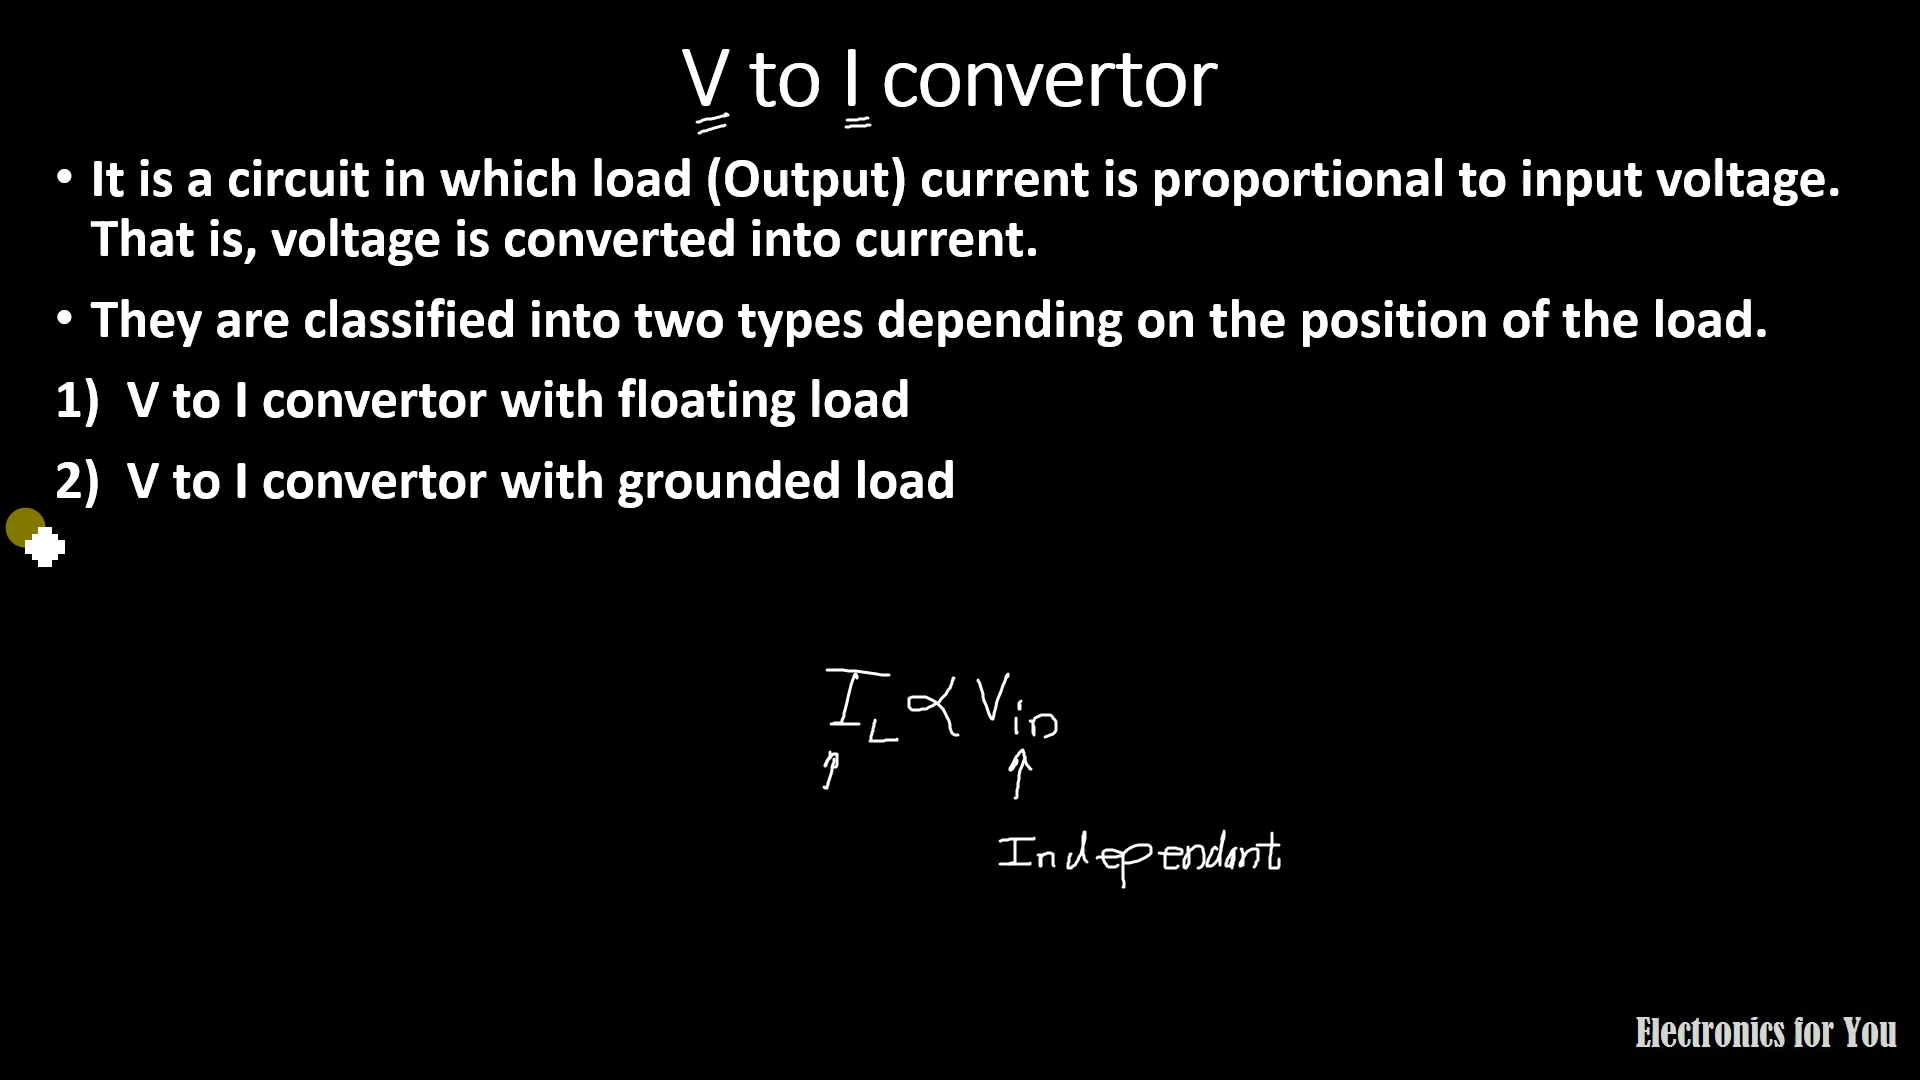 V to I convertor
• It is a circuit in which load (Output) current is proportional to input voltage.
That is, voltage is converted into current.
• They are classified into two types depending on the position of the load.
1) V to I convertor with floating load
2) V to I convertor with grounded load
I_L ∝ V_in
Independant
Electronics for You